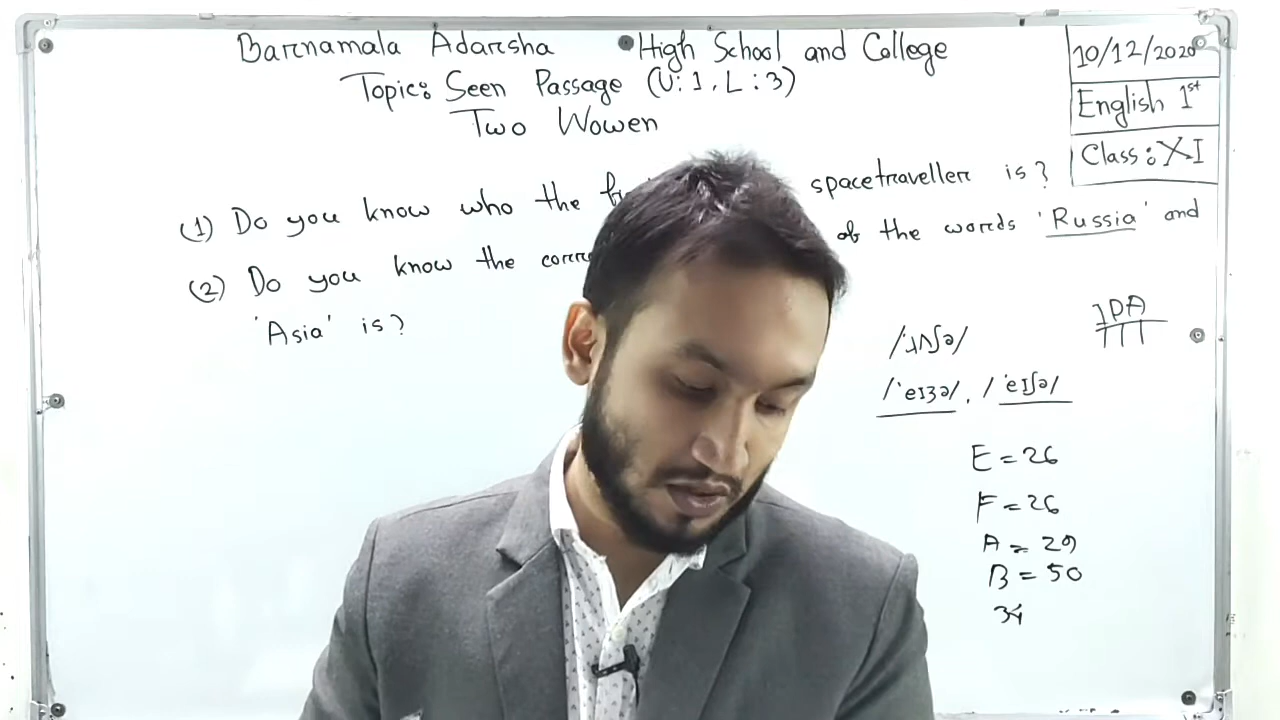 Barnamala Adarsha High School and College
Topic: Seen Passage (U:1, L:3)
Two Wowen
10/12/2020
English 1st
Class: XI
(1) Do you know who the spacetraveller is?
(2) Do you know the of the words 'Russia' and
'Asia' is?
IPA
/ˈɹʌʃə/
/ˈeɪʒə/, /ˈeɪʃə/
E = 26
F = 26
A = 29
B = 50